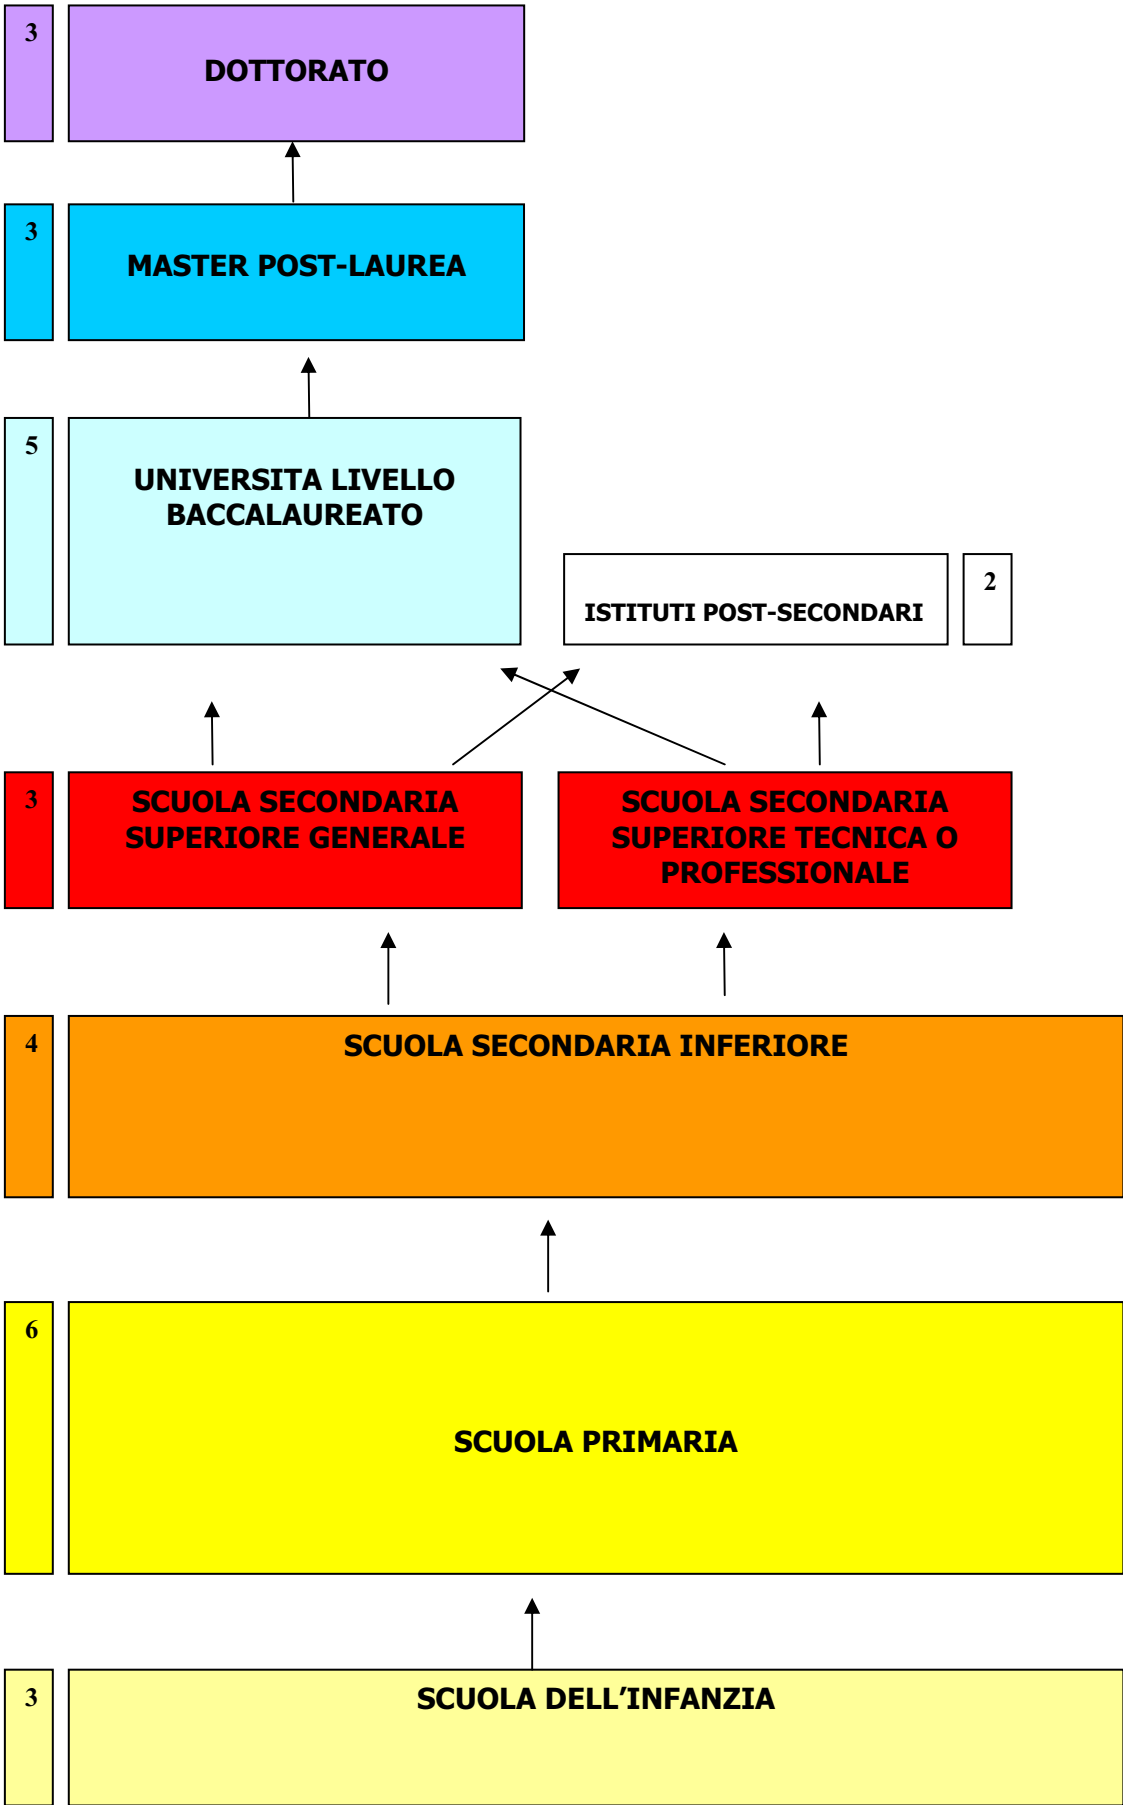 3
DOTTORATO
3
MASTER POST-LAUREA
5
UNIVERSITA LIVELLO
BACCALAUREATO
ISTITUTI POST-SECONDARI
2
3
SCUOLA SECONDARIA
SUPERIORE GENERALE
SCUOLA SECONDARIA
SUPERIORE TECNICA O
PROFESSIONALE
4
SCUOLA SECONDARIA INFERIORE
6
SCUOLA PRIMARIA
3
SCUOLA DELL’INFANZIA